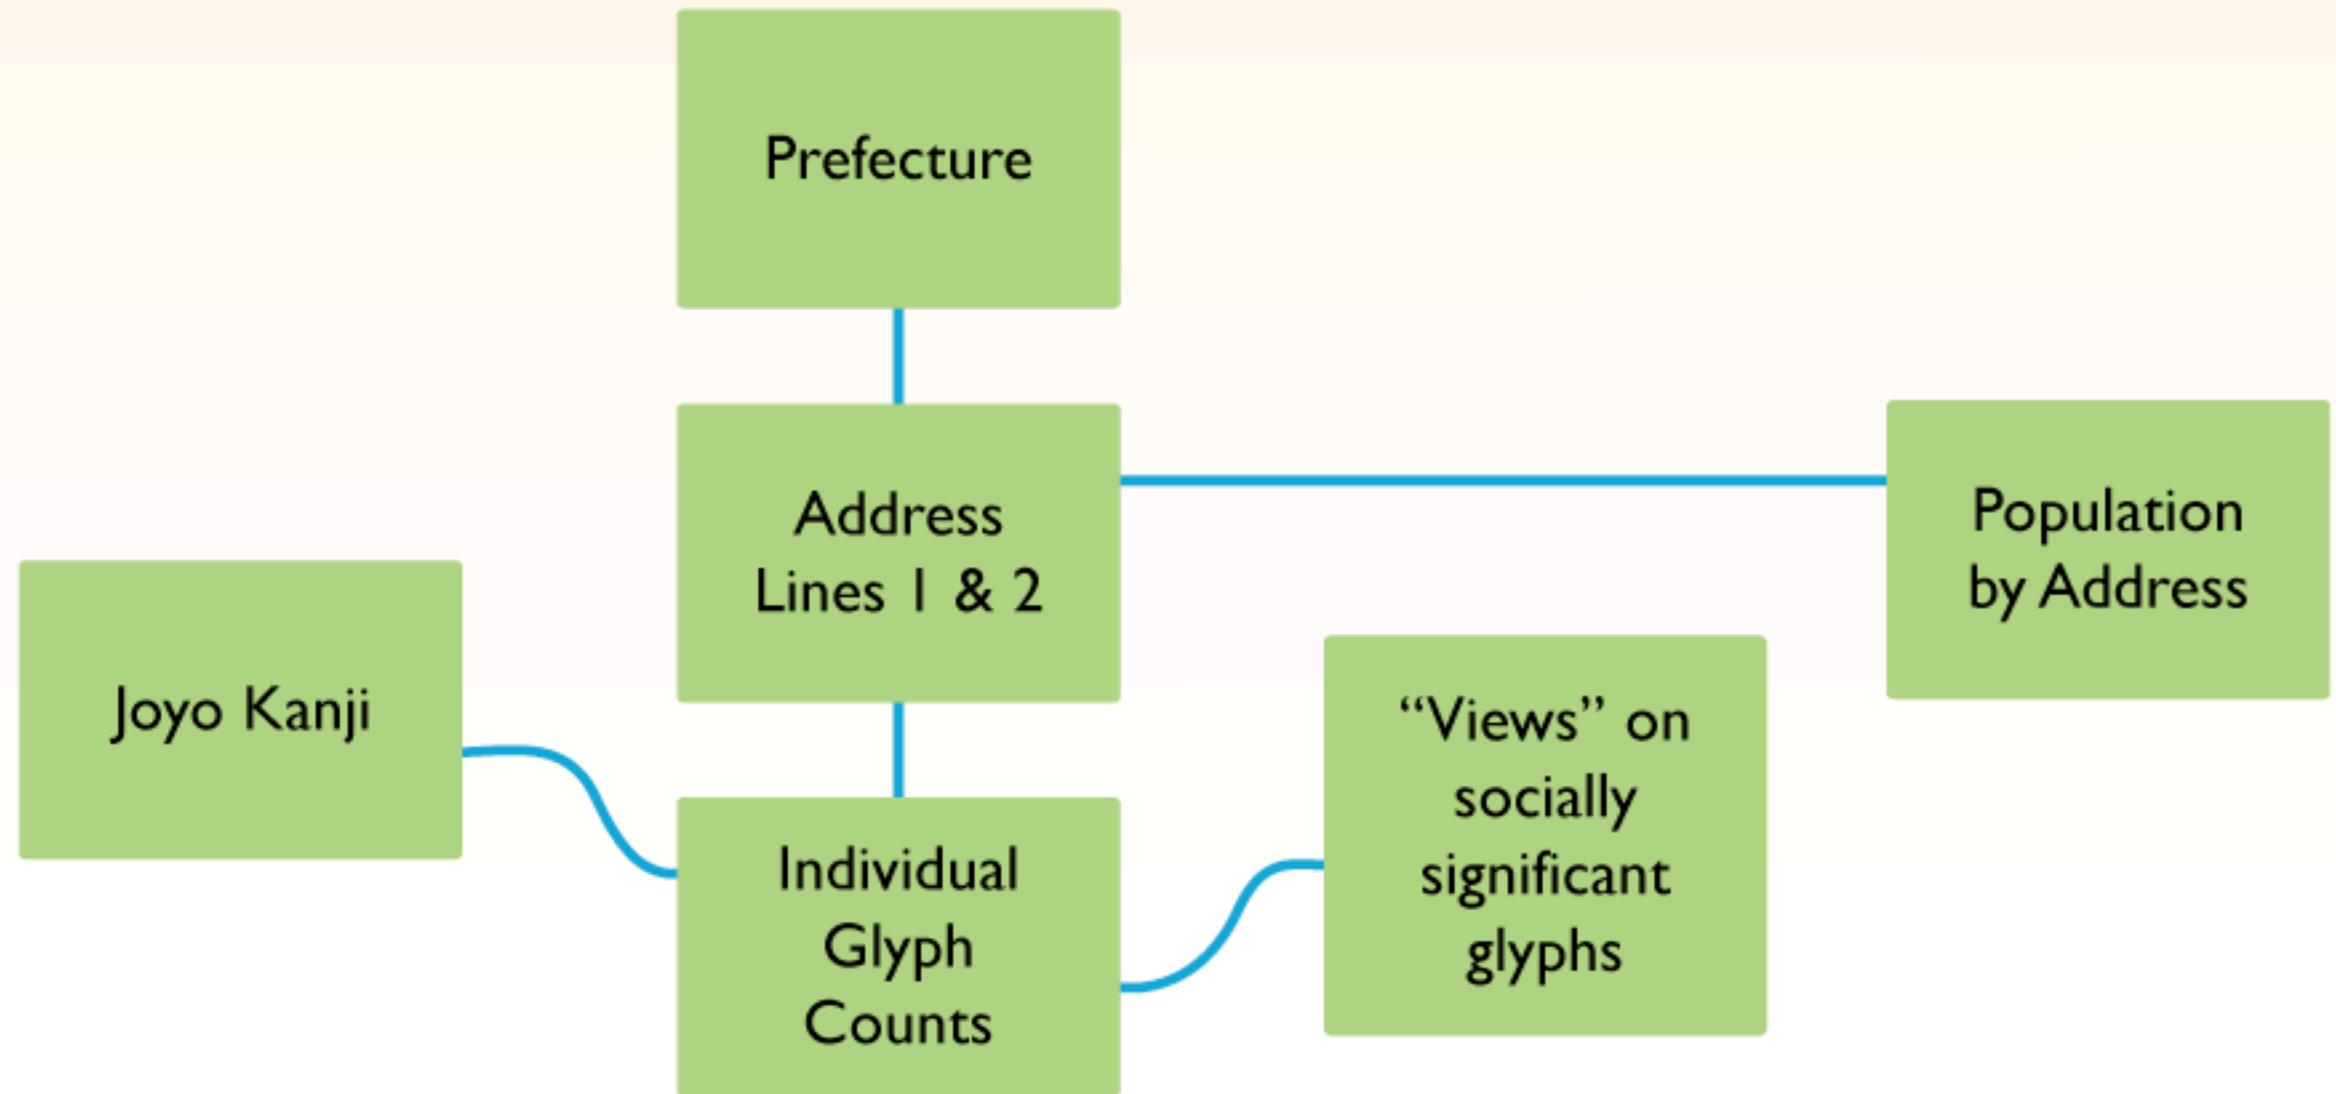 Prefecture
Address
Lines 1 & 2
Population
by Address
Joyo Kanji
“Views” on
socially
significant
glyphs
Individual
Glyph
Counts